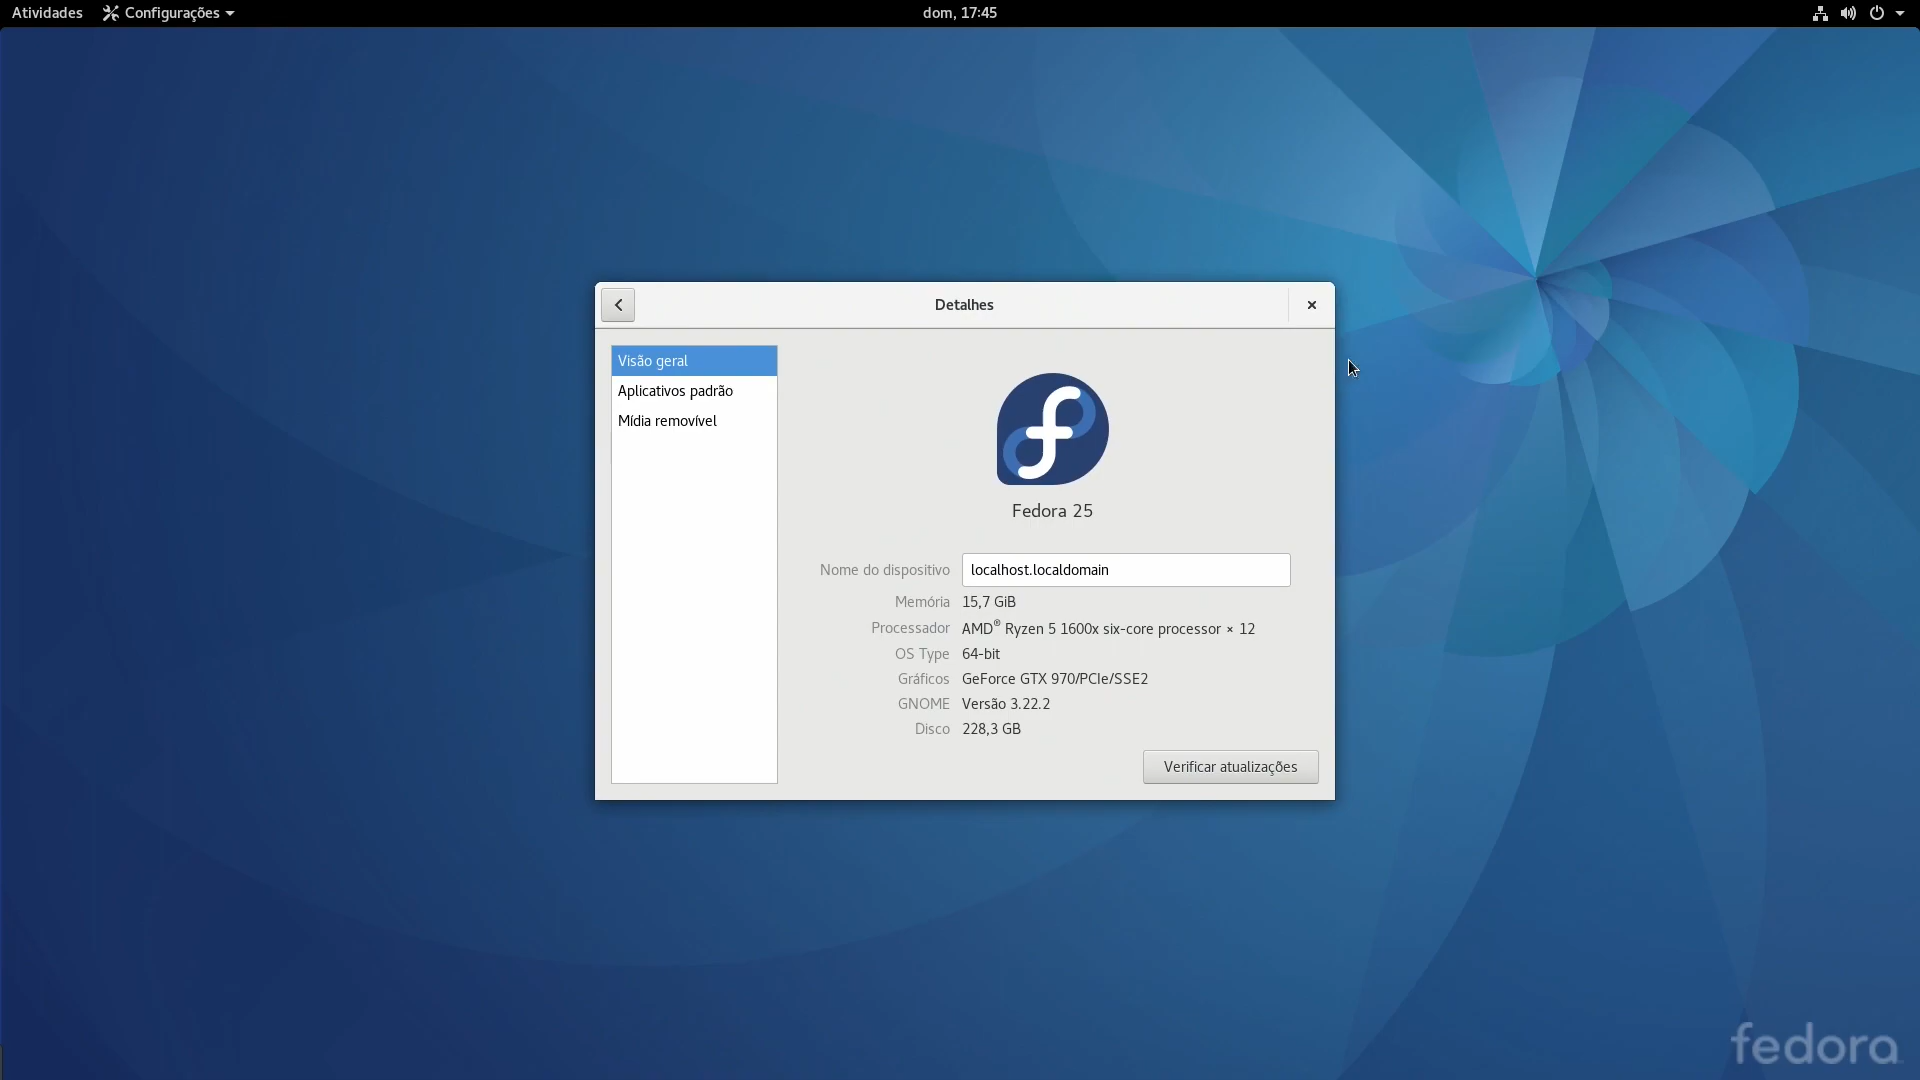 Atividades
Configurações
dom, 17:45
Detalhes
Visão geral
Aplicativos padrão
Mídia removível
Fedora 25
Nome do dispositivo localhost.localdomain
Memória 15,7 GiB
Processador AMD® Ryzen 5 1600x six-core processor × 12
OS Type 64-bit
Gráficos GeForce GTX 970/PCIe/SSE2
GNOME Versão 3.22.2
Disco 228,3 GB
Verificar atualizações
fedora